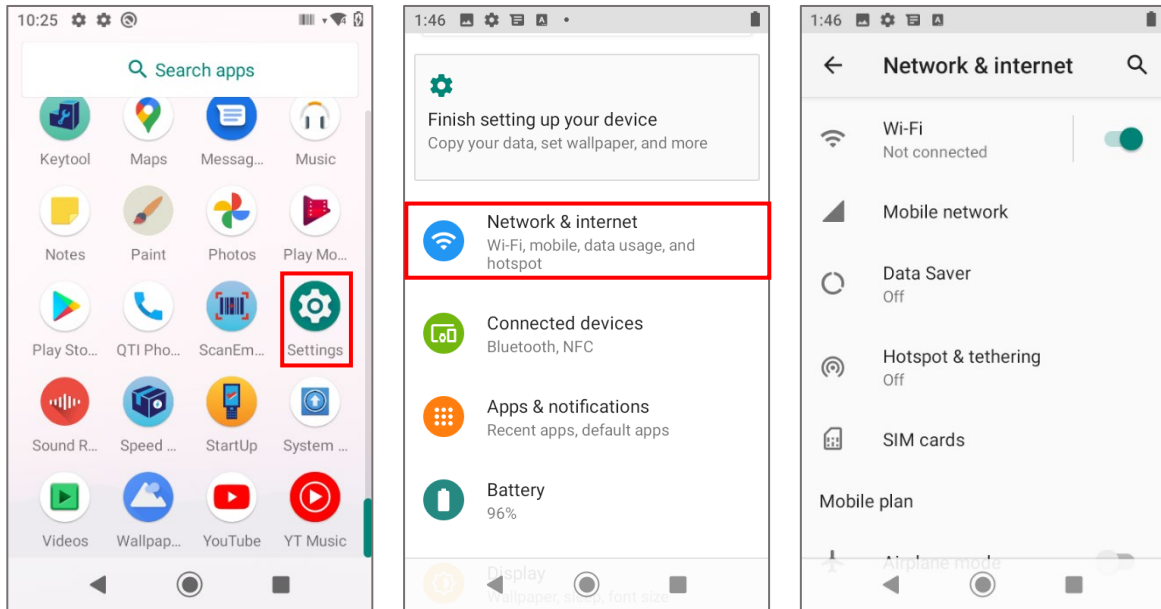 10:25
Search apps
Keytool Maps Messag... Music
Notes Paint Photos Play Mo...
Play Sto... QTI Pho... ScanEm... Settings
Sound R... Speed ... StartUp System ...
Videos Wallpap... YouTube YT Music
1:46
Finish setting up your device
Copy your data, set wallpaper, and more
Network & internet
Wi-Fi, mobile, data usage, and
hotspot
Connected devices
Bluetooth, NFC
Apps & notifications
Recent apps, default apps
Battery
96%
Display
Wallpaper, sleep, font size
1:46
Network & internet
Wi-Fi
Not connected
Mobile network
Data Saver
Off
Hotspot & tethering
Off
SIM cards
Mobile plan
Airplane mode